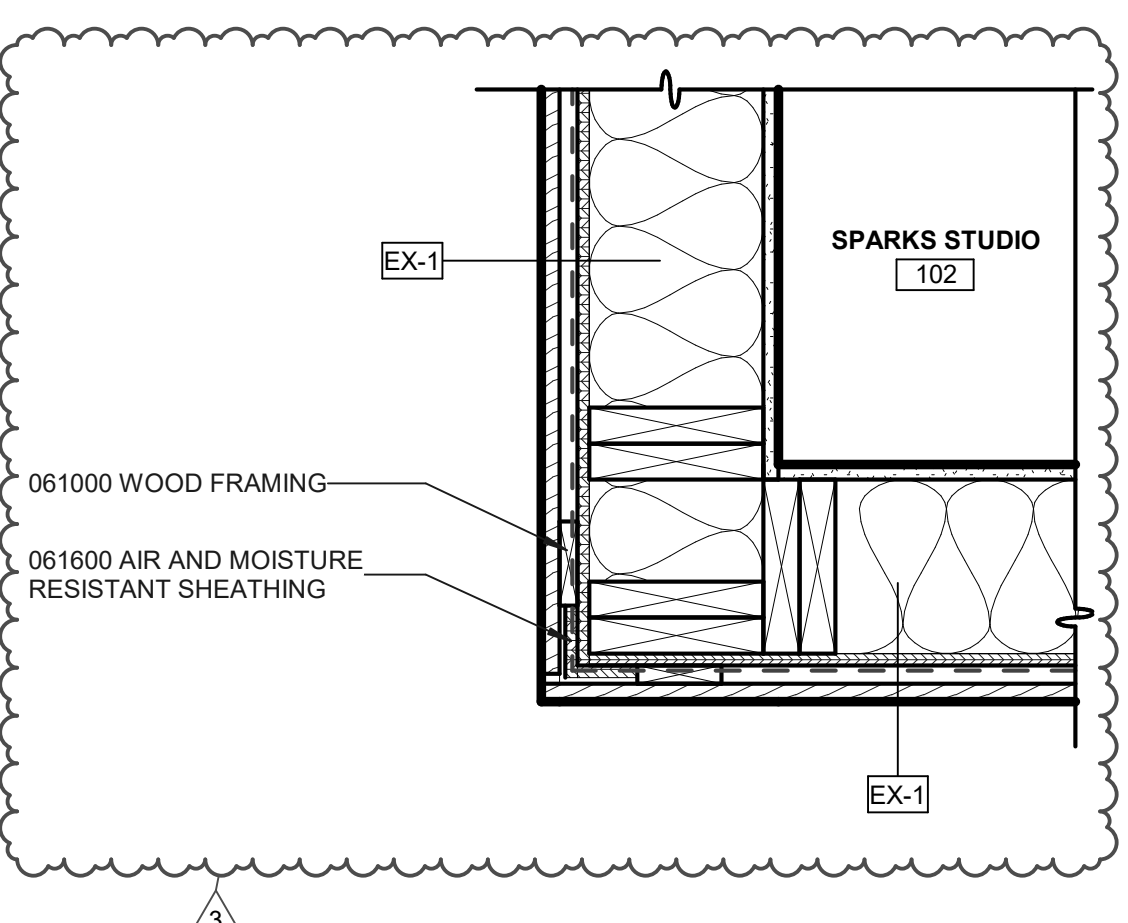 SPARKS STUDIO
102
EX-1
061000 WOOD FRAMING
061600 AIR AND MOISTURE
RESISTANT SHEATHING
EX-1
3